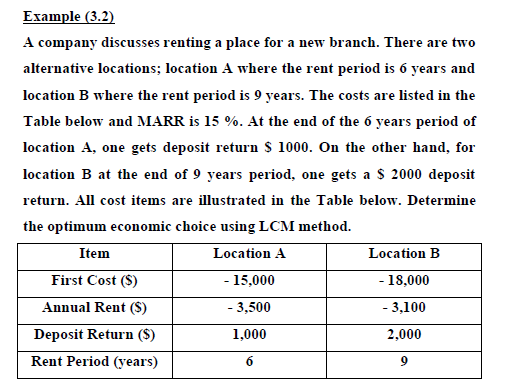 Example (3.2)
A company discusses renting a place for a new branch. There are two
alternative locations; location A where the rent period is 6 years and
location B where the rent period is 9 years. The costs are listed in the
Table below and MARR is 15 %. At the end of the 6 years period of
location A, one gets deposit return $ 1000. On the other hand, for
location B at the end of 9 years period, one gets a $ 2000 deposit
return. All cost items are illustrated in the Table below. Determine
the optimum economic choice using LCM method.
Item Location A Location B
First Cost ($) - 15,000 - 18,000
Annual Rent ($) - 3,500 - 3,100
Deposit Return ($) 1,000 2,000
Rent Period (years) 6 9